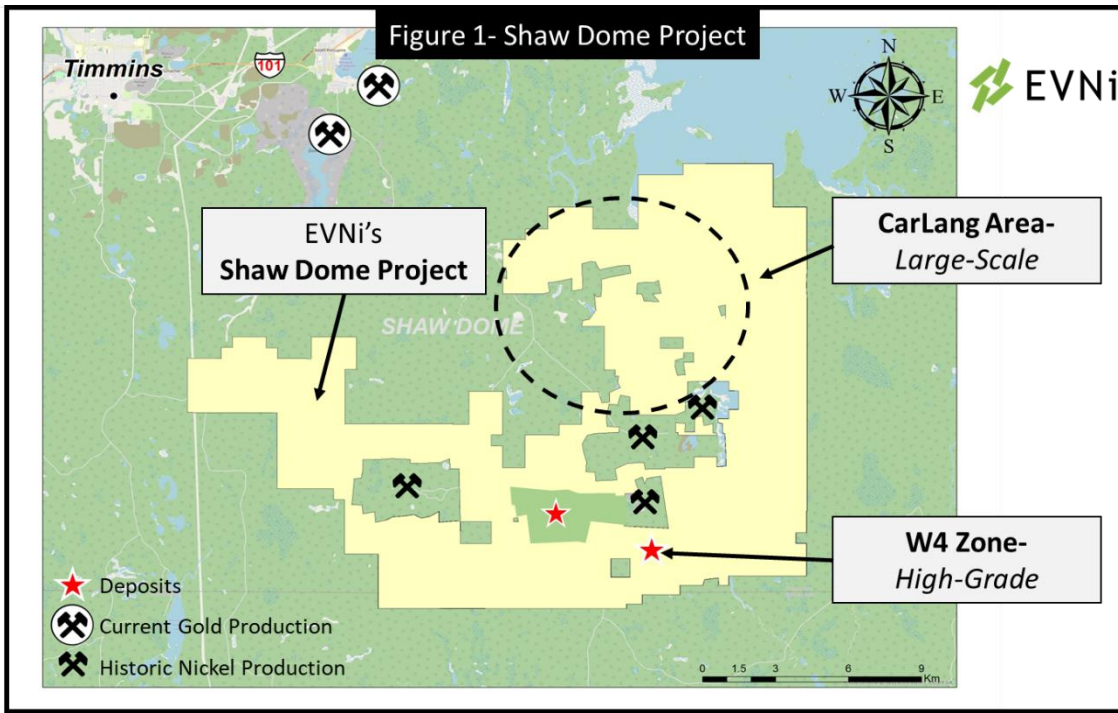 Figure 1- Shaw Dome Project
EVNi
Timmins
101
N
W E
S
EVNi's
Shaw Dome Project
CarLang Area-
Large-Scale
SHAW DOME
W4 Zone-
High-Grade
Deposits
Current Gold Production
Historic Nickel Production
0 1.5 3 6 9
Km